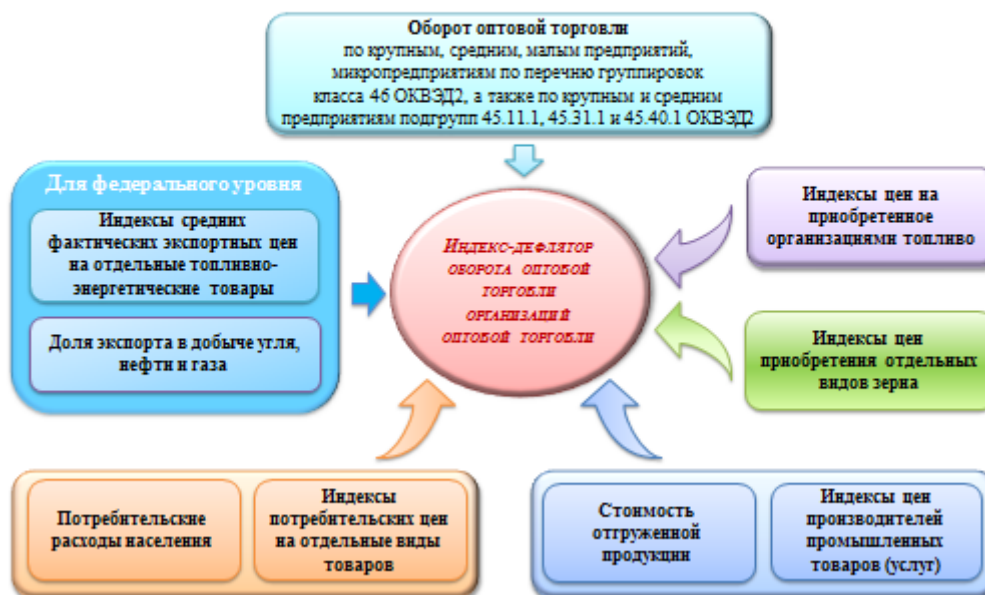 Оборот оптовой торговли
по крупным, средним, малым предприятий,
микропредприятиям по перечню группировок
класса 46 ОКВЭД2, а также по крупным и средним
предприятиям подгрупп 45.11.1, 45.31.1 и 45.40.1 ОКВЭД2
Для федерального уровня
Индексы средних
фактических экспортных цен
на отдельные топливно-
энергетические товары
Доля экспорта в добыче угля,
нефти и газа
Индекс-дефлятор
оборота оптовой
торговли
организаций
оптовой торговли
Индексы цен на
приобретенное
организациями топливо
Индексы цен
приобретения отдельных
видов зерна
Потребительские
расходы населения
Индексы
потребительских цен
на отдельные виды
товаров
Стоимость
отгруженной
продукции
Индексы цен
производителей
промышленных
товаров (услуг)